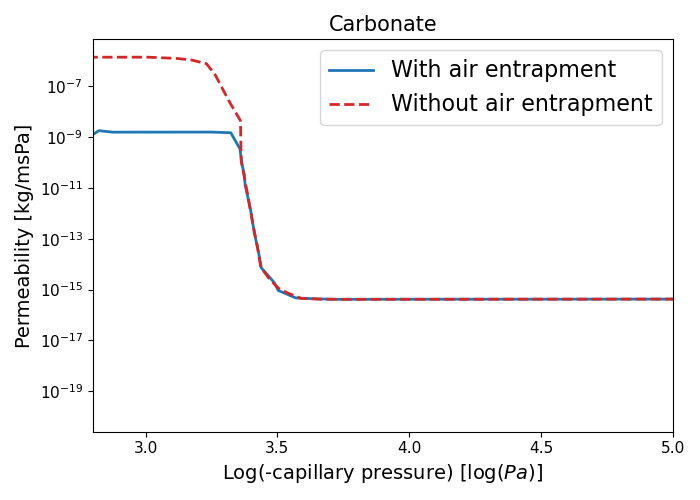 Carbonate
With air entrapment
Without air entrapment
Permeability [kg/msPa]
10⁻⁷
10⁻⁹
10⁻¹¹
10⁻¹³
10⁻¹⁵
10⁻¹⁷
10⁻¹⁹
3.0 3.5 4.0 4.5 5.0
Log(-capillary pressure) [log(Pa)]